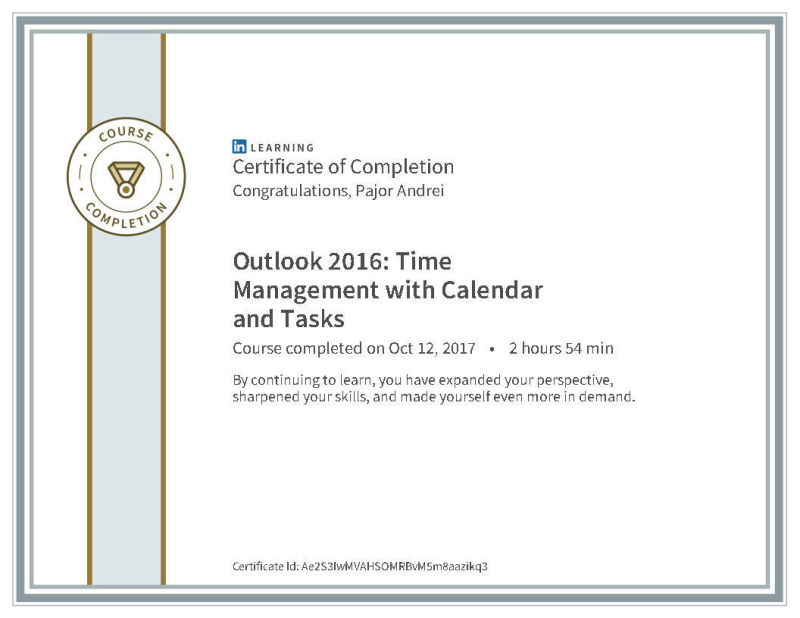 COURSE
COMPLETION
in LEARNING
Certificate of Completion
Congratulations, Pajor Andrei
Outlook 2016: Time
Management with Calendar
and Tasks
Course completed on Oct 12, 2017 • 2 hours 54 min
By continuing to learn, you have expanded your perspective,
sharpened your skills, and made yourself even more in demand.
Certificate Id: Ae2S3lwMVAHSOMRBvM5m8aazikq3